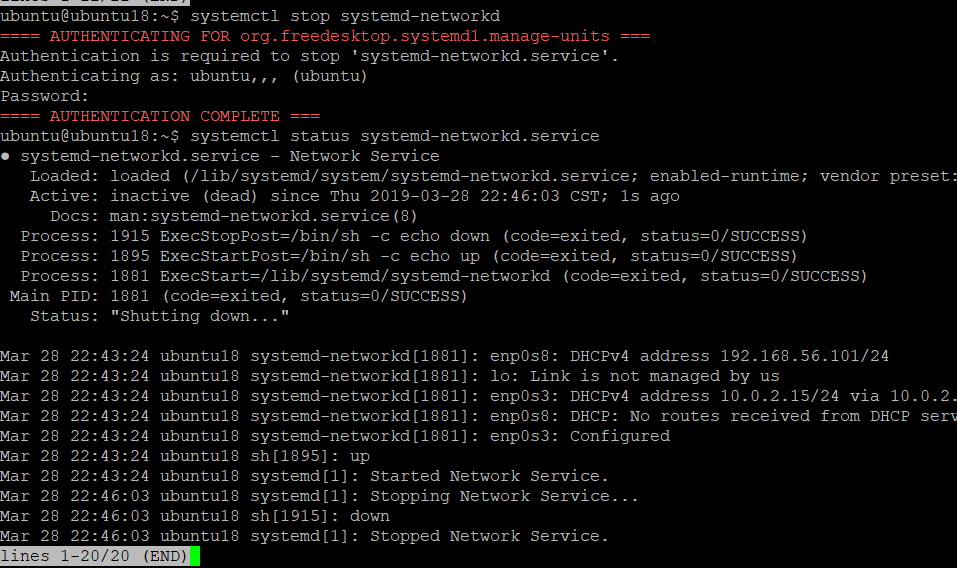 ubuntu@ubuntu18:~$ systemctl stop systemd-networkd
==== AUTHENTICATING FOR org.freedesktop.systemd1.manage-units ===
Authentication is required to stop 'systemd-networkd.service'.
Authenticating as: ubuntu,,, (ubuntu)
Password:
==== AUTHENTICATION COMPLETE ===
ubuntu@ubuntu18:~$ systemctl status systemd-networkd.service
● systemd-networkd.service - Network Service
Loaded: loaded (/lib/systemd/system/systemd-networkd.service; enabled-runtime; vendor preset:
Active: inactive (dead) since Thu 2019-03-28 22:46:03 CST; 1s ago
Docs: man:systemd-networkd.service(8)
Process: 1915 ExecStopPost=/bin/sh -c echo down (code=exited, status=0/SUCCESS)
Process: 1895 ExecStartPost=/bin/sh -c echo up (code=exited, status=0/SUCCESS)
Process: 1881 ExecStart=/lib/systemd/systemd-networkd (code=exited, status=0/SUCCESS)
Main PID: 1881 (code=exited, status=0/SUCCESS)
Status: "Shutting down..."
Mar 28 22:43:24 ubuntu18 systemd-networkd[1881]: enp0s8: DHCPv4 address 192.168.56.101/24
Mar 28 22:43:24 ubuntu18 systemd-networkd[1881]: lo: Link is not managed by us
Mar 28 22:43:24 ubuntu18 systemd-networkd[1881]: enp0s3: DHCPv4 address 10.0.2.15/24 via 10.0.2.
Mar 28 22:43:24 ubuntu18 systemd-networkd[1881]: enp0s8: DHCP: No routes received from DHCP serv
Mar 28 22:43:24 ubuntu18 systemd-networkd[1881]: enp0s3: Configured
Mar 28 22:43:24 ubuntu18 sh[1895]: up
Mar 28 22:43:24 ubuntu18 systemd[1]: Started Network Service.
Mar 28 22:46:03 ubuntu18 systemd[1]: Stopping Network Service...
Mar 28 22:46:03 ubuntu18 sh[1915]: down
Mar 28 22:46:03 ubuntu18 systemd[1]: Stopped Network Service.
lines 1-20/20 (END)